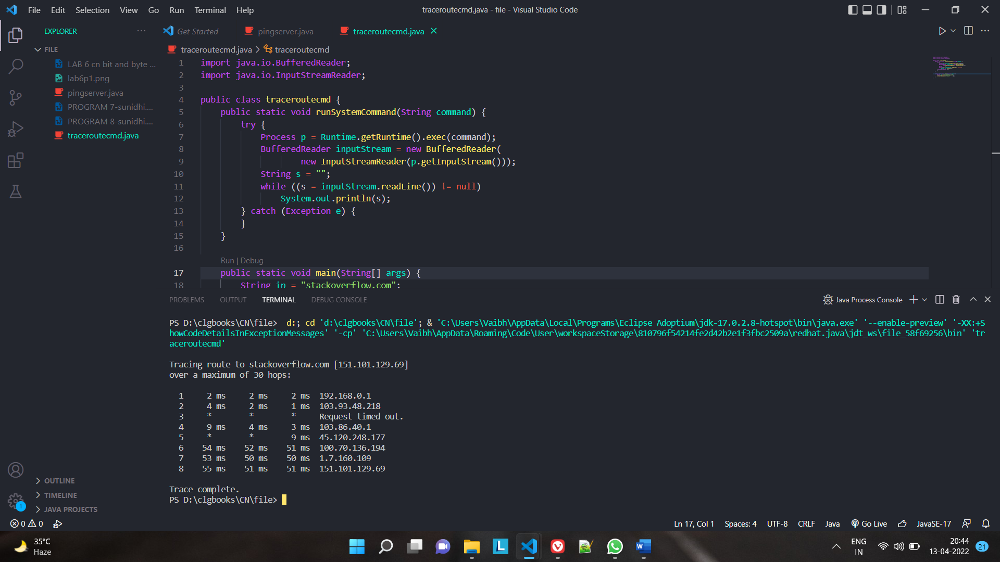 File Edit Selection View Go Run Terminal Help
traceroutecmd.java - file - Visual Studio Code
EXPLORER
Get Started
pingserver.java
traceroutecmd.java
FILE
LAB 6 cn bit and byte ...
lab6p1.png
pingserver.java
PROGRAM 7-sunidhi....
PROGRAM 8-sunidhi....
traceroutecmd.java
traceroutecmd.java > traceroutecmd
1 import java.io.BufferedReader;
2 import java.io.InputStreamReader;
3
4 public class traceroutecmd {
5 public static void runSystemCommand(String command) {
6 try {
7 Process p = Runtime.getRuntime().exec(command);
8 BufferedReader inputStream = new BufferedReader(
9 new InputStreamReader(p.getInputStream()));
10 String s = "";
11 while ((s = inputStream.readLine()) != null)
12 System.out.println(s);
13 } catch (Exception e) {
14 }
15 }
16
Run | Debug
17 public static void main(String[] args) {
18 String ip = "stackoverflow.com";
PROBLEMS OUTPUT TERMINAL DEBUG CONSOLE
Java Process Console
PS D:\clgbooks\CN\file> d:; cd 'd:\clgbooks\CN\file'; & 'C:\Users\Vaibh\AppData\Local\Programs\Eclipse Adoptium\jdk-17.0.2.8-hotspot\bin\java.exe' '--enable-preview' '-XX:+S
howCodeDetailsInExceptionMessages' '-cp' 'C:\Users\Vaibh\AppData\Roaming\Code\User\workspaceStorage\810796f54214fe2d42b2e1f3fbc2509a\redhat.java\jdt_ws\file_58f69256\bin' 'tr
aceroutecmd'
Tracing route to stackoverflow.com [151.101.129.69]
over a maximum of 30 hops:
1 2 ms 2 ms 2 ms 192.168.0.1
2 4 ms 2 ms 1 ms 103.93.48.218
3 * * * Request timed out.
4 9 ms 4 ms 3 ms 103.86.40.1
5 * * 9 ms 45.120.248.177
6 54 ms 52 ms 51 ms 100.70.136.194
7 53 ms 50 ms 50 ms 1.7.160.109
8 55 ms 51 ms 51 ms 151.101.129.69
Trace complete.
PS D:\clgbooks\CN\file>
OUTLINE
TIMELINE
JAVA PROJECTS
1
0 0
Ln 17, Col 1 Spaces: 4 UTF-8 CRLF Java Go Live JavaSE-17
35°C
Haze
L
W
ENG
IN
20:44
13-04-2022
21